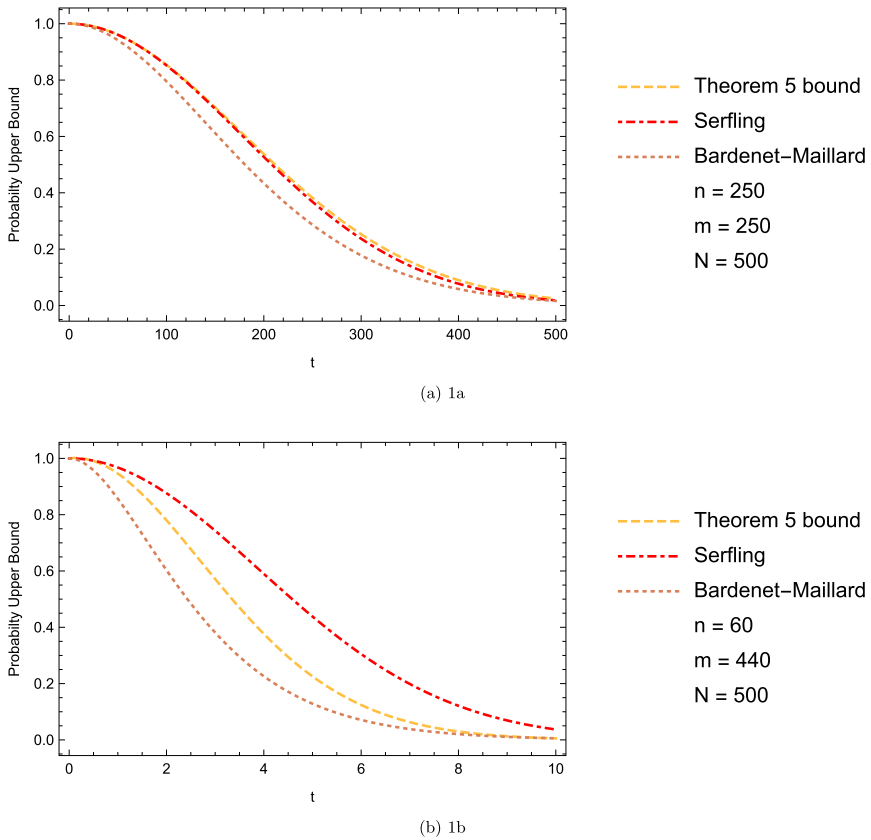 1.0
0.8
0.6
0.4
0.2
0.0
Probabilty Upper Bound
0 100 200 300 400 500
t
Theorem 5 bound
Serfling
Bardenet–Maillard
n = 250
m = 250
N = 500
(a) 1a
1.0
0.8
0.6
0.4
0.2
0.0
Probabilty Upper Bound
0 2 4 6 8 10
t
Theorem 5 bound
Serfling
Bardenet–Maillard
n = 60
m = 440
N = 500
(b) 1b